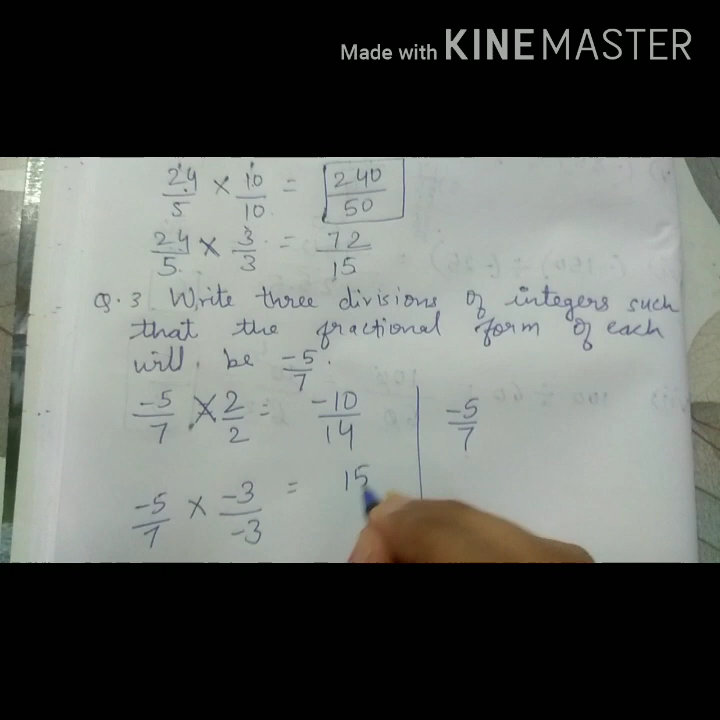 Made with KINEMASTER
24/5 × 10/10 = 240/50
24/5 × 3/3 = 72/15
Q.3 Write three divisions of integers such
that the fractional form of each
will be -5/7.
-5/7 × 2/2 = -10/14
-5/7 × -3/-3 = 15
-5/7